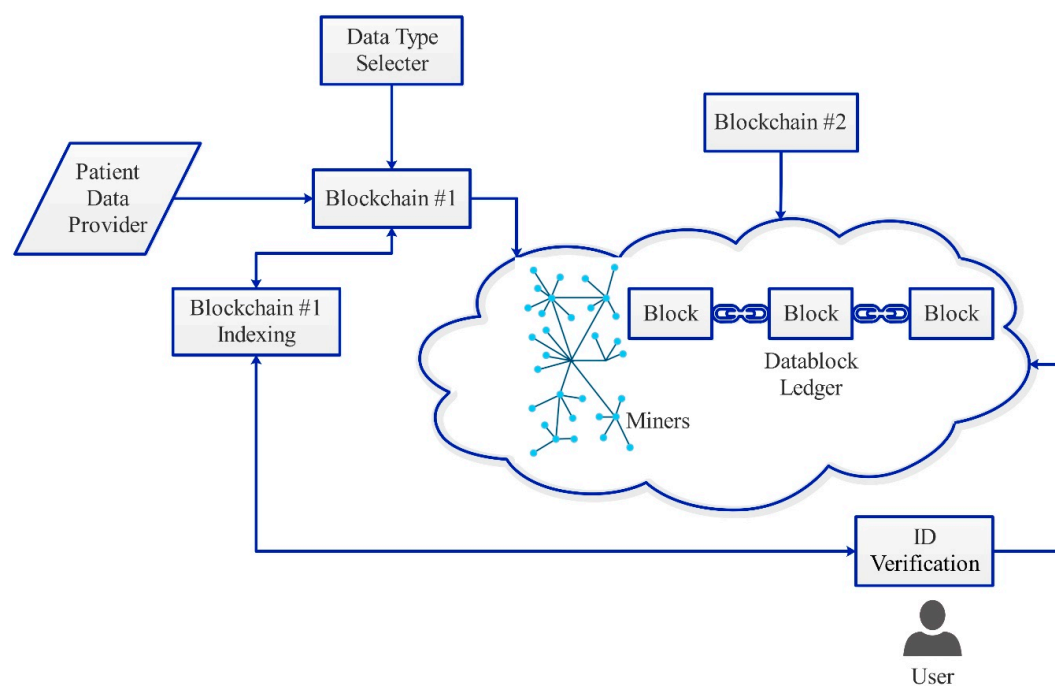 Data Type
Selecter
Blockchain #2
Patient
Data
Provider
Blockchain #1
Blockchain #1
Indexing
Block
Block
Block
Datablock
Ledger
Miners
ID
Verification
User